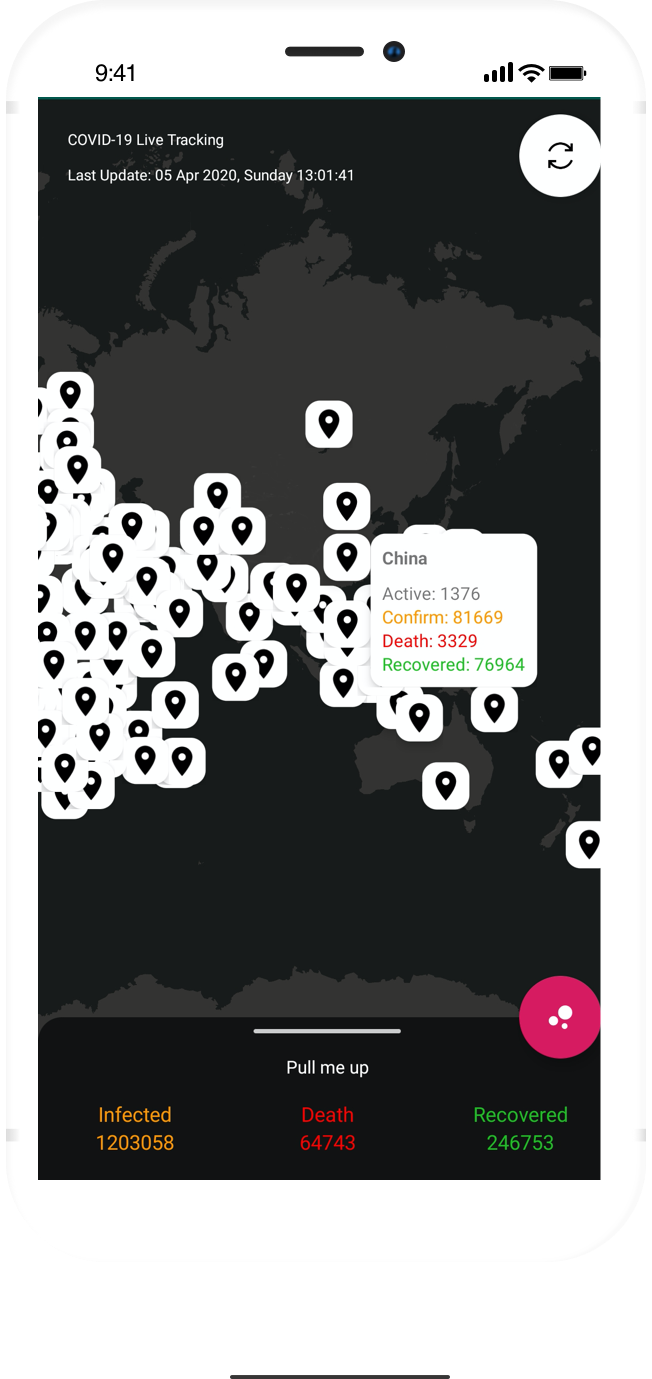 9:41
COVID-19 Live Tracking
Last Update: 05 Apr 2020, Sunday 13:01:41
China
Active: 1376
Confirm: 81669
Death: 3329
Recovered: 76964
Pull me up
Infected
1203058
Death
64743
Recovered
246753